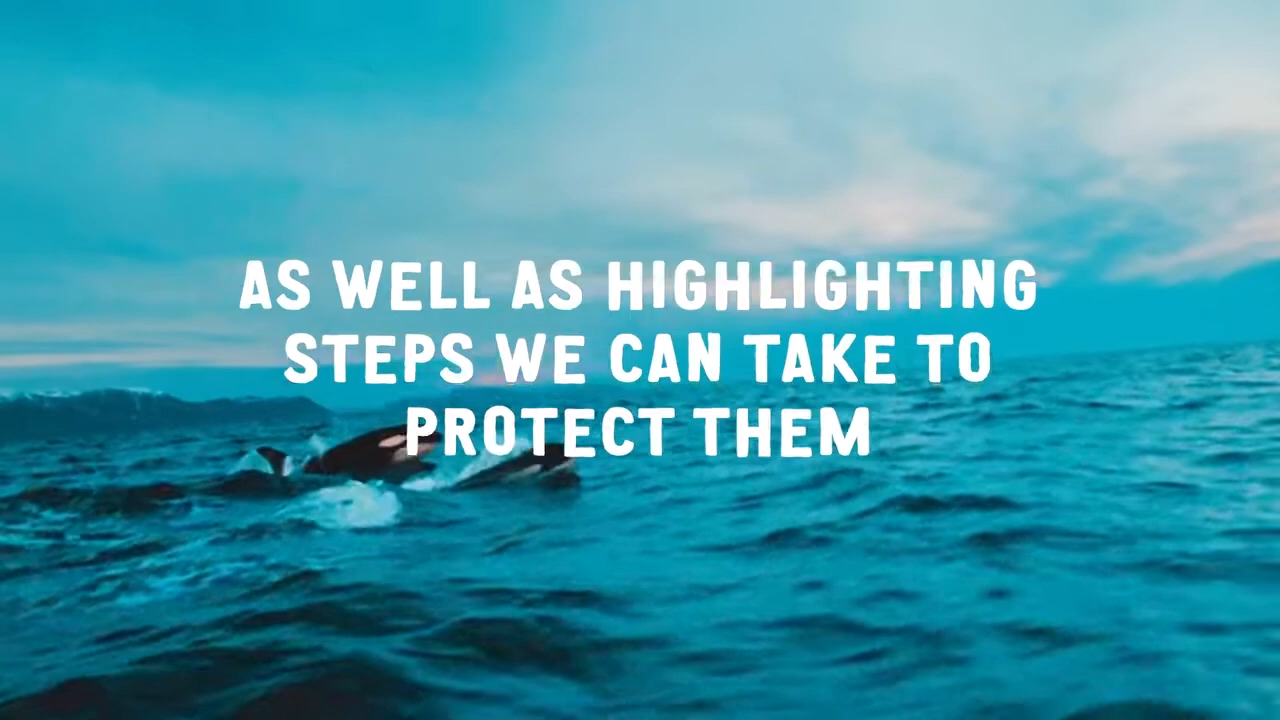 AS WELL AS HIGHLIGHTING
STEPS WE CAN TAKE TO
PROTECT THEM